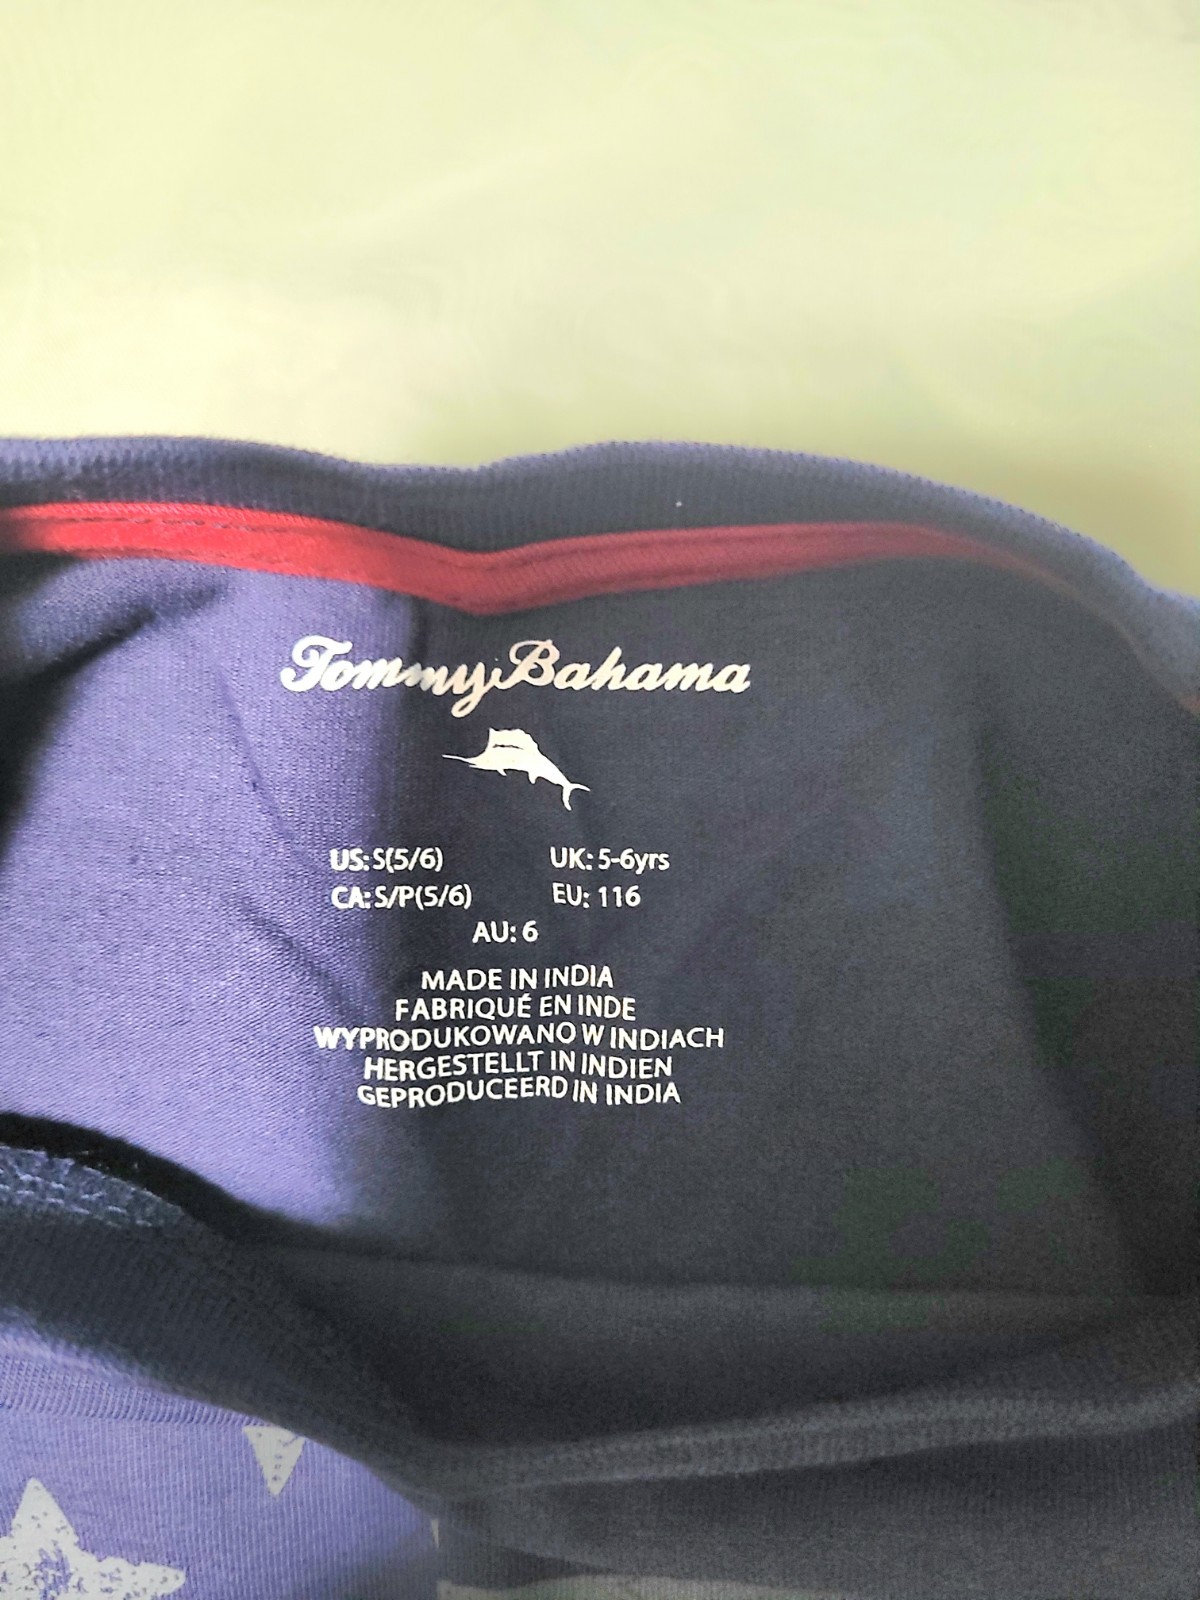 Tommy Bahama
US: S(5/6) UK: 5-6yrs
CA: S/P(5/6) EU: 116
AU: 6
MADE IN INDIA
FABRIQUÉ EN INDE
WYPRODUKOWANO W INDIACH
HERGESTELLT IN INDIEN
GEPRODUCEERD IN INDIA